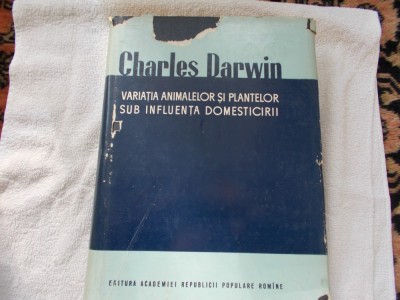 Charles Darwin
VARIAȚIA ANIMALELOR ȘI PLANTELOR
SUB INFLUENȚA DOMESTICIRII
EDITURA ACADEMIEI REPUBLICII POPULARE ROMÎNE